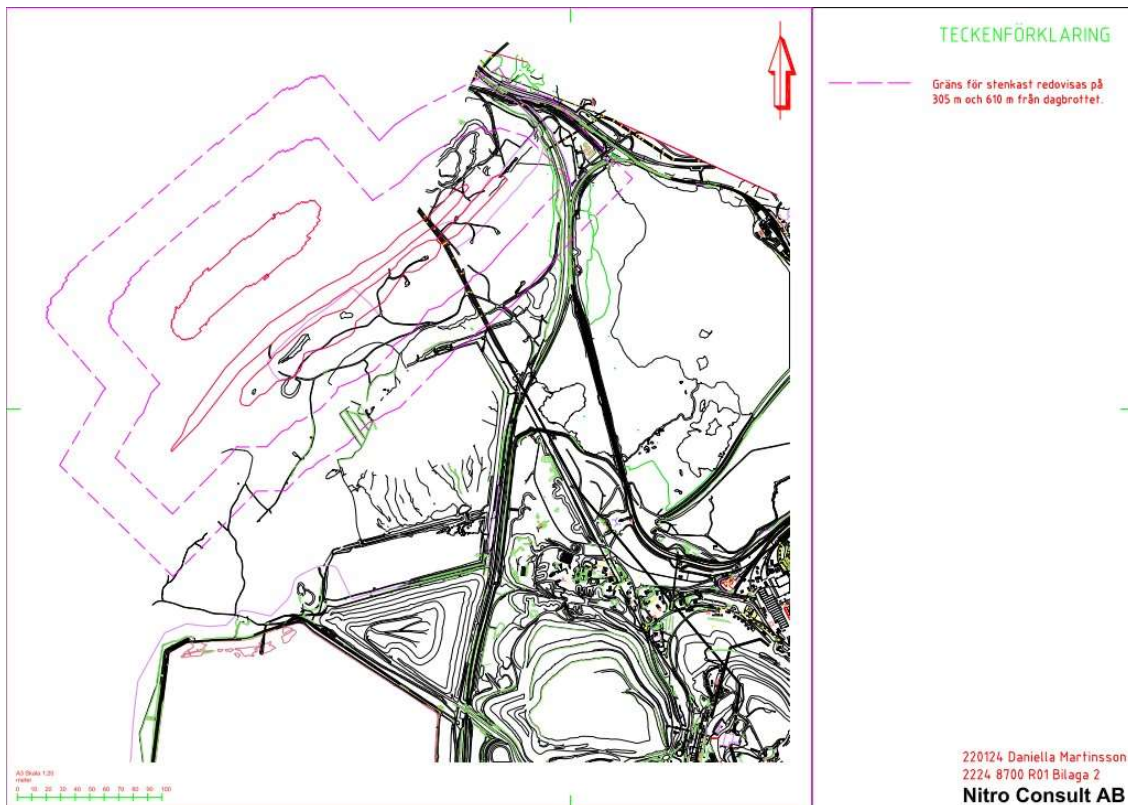 TECKENFÖRKLARING
Gräns för stenkast redovisas på
305 m och 610 m från dagbrottet.
220124 Daniella Martinsson
2224 8700 R01 Bilaga 2
Nitro Consult AB
meter
0 10 20 30 40 50 60 70 80 90 100